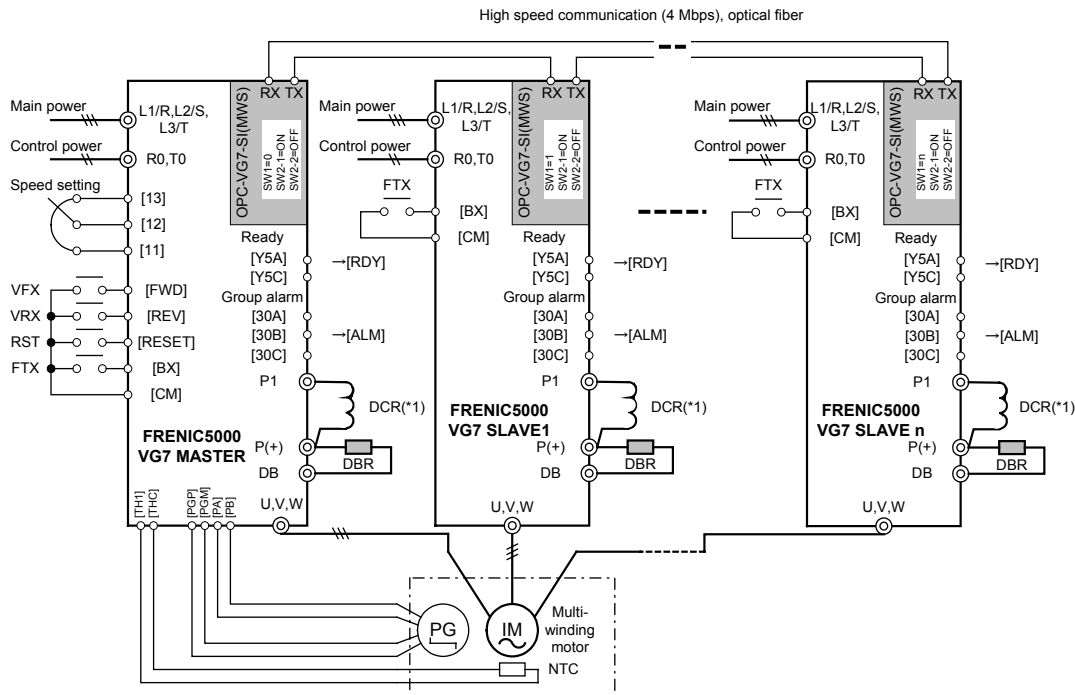 High speed communication (4 Mbps), optical fiber
RX TX
OPC-VG7-SI(MWS)
SW1=0
SW2-1=ON
SW2-2=OFF
Main power
L1/R,L2/S,
L3/T
Control power
R0,T0
Speed setting
[13]
[12]
[11]
Ready
[Y5A]
[Y5C]
→[RDY]
VFX
[FWD]
VRX
[REV]
RST
[RESET]
FTX
[BX]
[CM]
Group alarm
[30A]
[30B]
[30C]
→[ALM]
P1
DCR(*1)
FRENIC5000
VG7 MASTER
P(+)
DBR
DB
[TH1]
[THC]
[PGP]
[PGM]
[PA]
[PB]
U,V,W
RX TX
OPC-VG7-SI(MWS)
SW1=1
SW2-1=ON
SW2-2=OFF
Main power
L1/R,L2/S,
L3/T
Control power
R0,T0
FTX
[BX]
[CM]
Ready
[Y5A]
[Y5C]
→[RDY]
Group alarm
[30A]
[30B]
[30C]
→[ALM]
P1
DCR(*1)
FRENIC5000
VG7 SLAVE1
P(+)
DBR
DB
U,V,W
RX TX
OPC-VG7-SI(MWS)
SW1=n
SW2-1=ON
SW2-2=OFF
Main power
L1/R,L2/S,
L3/T
Control power
R0,T0
FTX
[BX]
[CM]
Ready
[Y5A]
[Y5C]
→[RDY]
Group alarm
[30A]
[30B]
[30C]
→[ALM]
P1
DCR(*1)
FRENIC5000
VG7 SLAVE n
P(+)
DBR
DB
U,V,W
PG
IM
Multi-
winding
motor
NTC